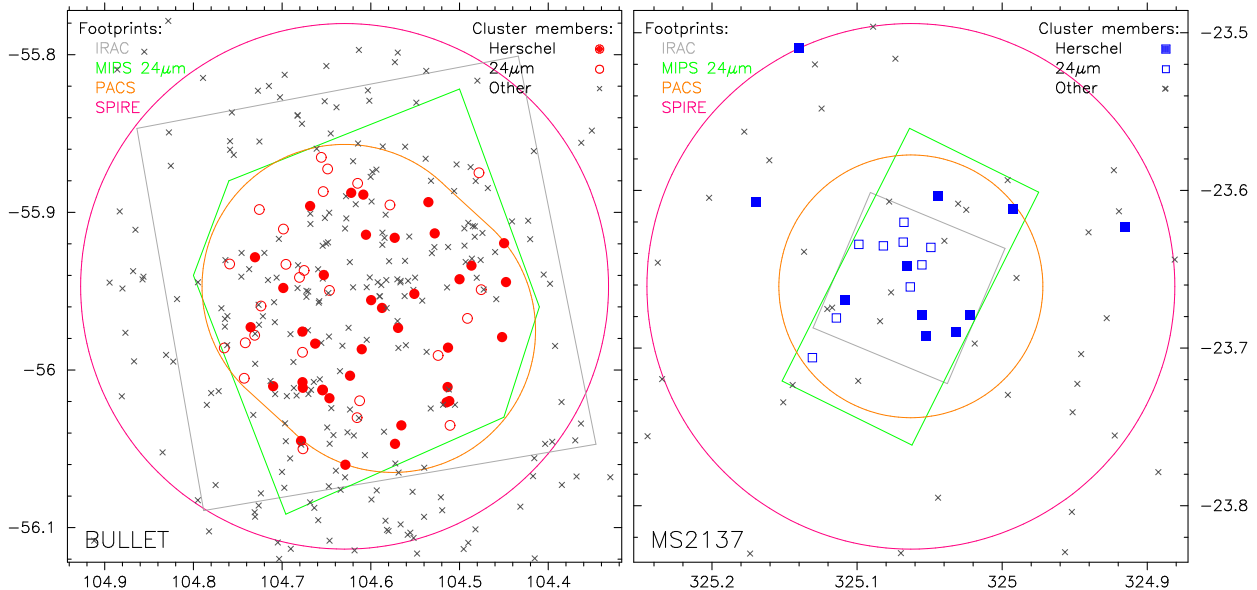 Footprints:
IRAC
MIPS 24μm
PACS
SPIRE
Cluster members:
Herschel
24μm
Other
−55.8
−55.9
−56
−56.1
BULLET
104.9
104.8
104.7
104.6
104.5
104.4
Footprints:
IRAC
MIPS 24μm
PACS
SPIRE
Cluster members:
Herschel
24μm
Other
−23.5
−23.6
−23.7
−23.8
MS2137
325.2
325.1
325
324.9